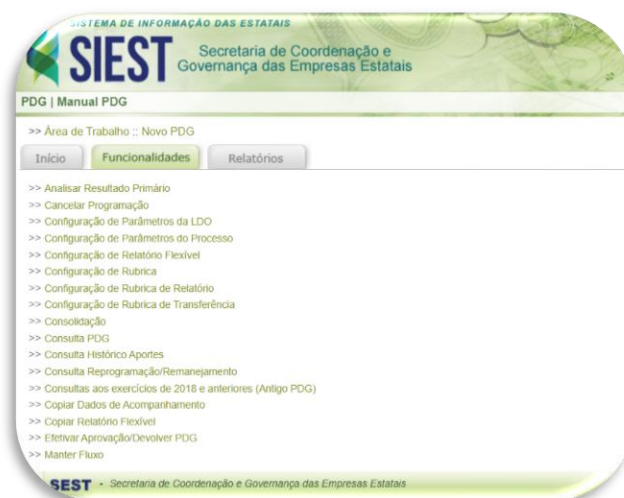 SISTEMA DE INFORMAÇÃO DAS ESTATAIS
SIEST
Secretaria de Coordenação e
Governança das Empresas Estatais
PDG | Manual PDG
>> Área de Trabalho :: Novo PDG
Início Funcionalidades Relatórios
>> Analisar Resultado Primário
>> Cancelar Programação
>> Configuração de Parâmetros da LDO
>> Configuração de Parâmetros do Processo
>> Configuração de Relatório Flexível
>> Configuração de Rubrica
>> Configuração de Rubrica de Relatório
>> Configuração de Rubrica de Transferência
>> Consolidação
>> Consulta PDG
>> Consulta Histórico Aportes
>> Consulta Reprogramação/Remanejamento
>> Consultas aos exercícios de 2018 e anteriores (Antigo PDG)
>> Copiar Dados de Acompanhamento
>> Copiar Relatório Flexível
>> Efetivar Aprovação/Devolver PDG
>> Manter Fluxo
SEST - Secretaria de Coordenação e Governança das Empresas Estatais